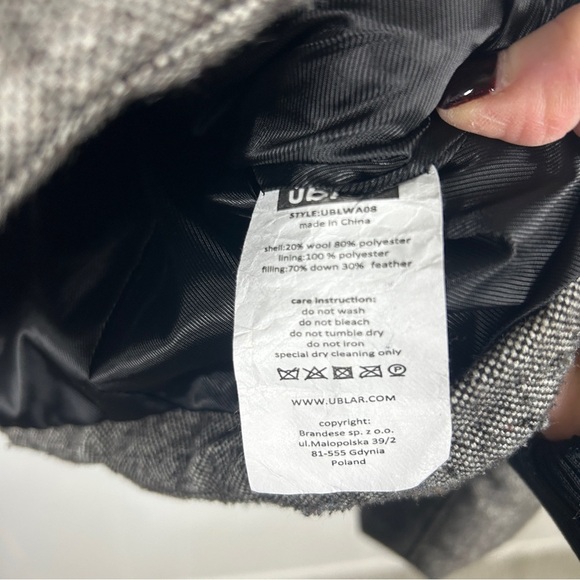 STYLE:UBLWA08
made in China
shell:20% wool 80% polyester
lining:100 % polyester
filling:70% down 30% feather
care instruction:
do not wash
do not bleach
do not tumble dry
do not iron
special dry cleaning only
P
WWW.UBLAR.COM
copyright:
Brandese sp. z o.o.
ul.Malopolska 39/2
81-555 Gdynia
Poland